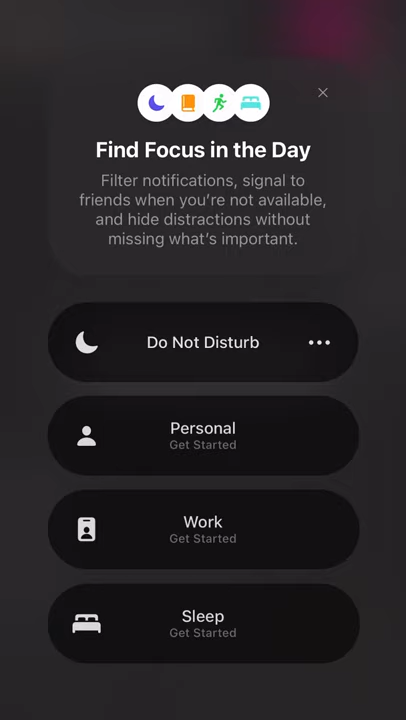 Find Focus in the Day
Filter notifications, signal to
friends when you’re not available,
and hide distractions without
missing what’s important.
Do Not Disturb
Personal
Get Started
Work
Get Started
Sleep
Get Started